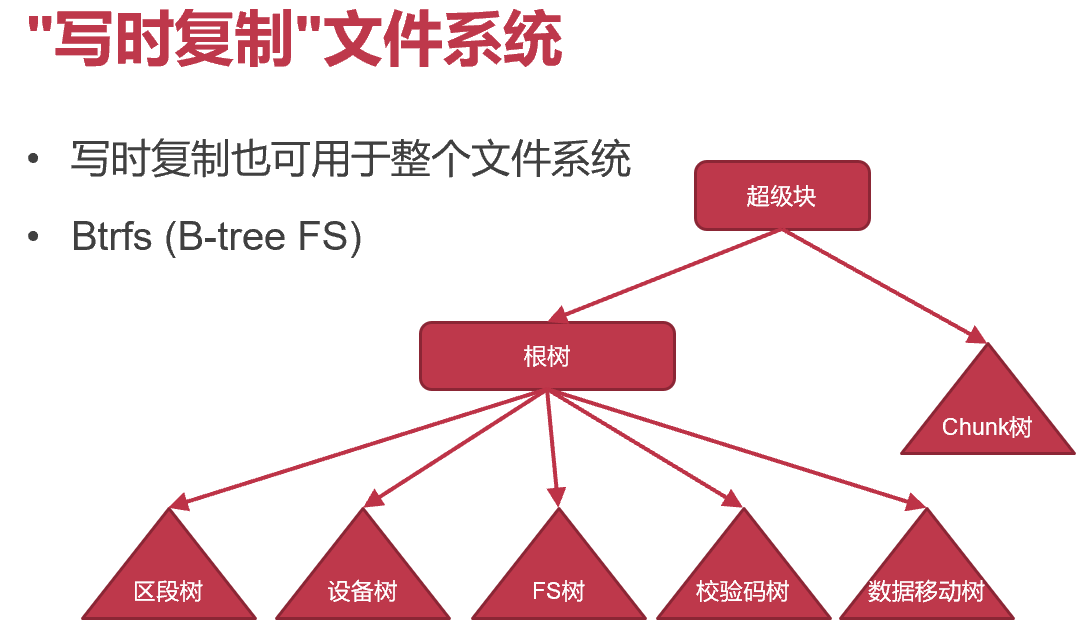 "写时复制"文件系统
• 写时复制也可用于整个文件系统
• Btrfs (B-tree FS)
超级块
根树
Chunk树
区段树
设备树
FS树
校验码树
数据移动树